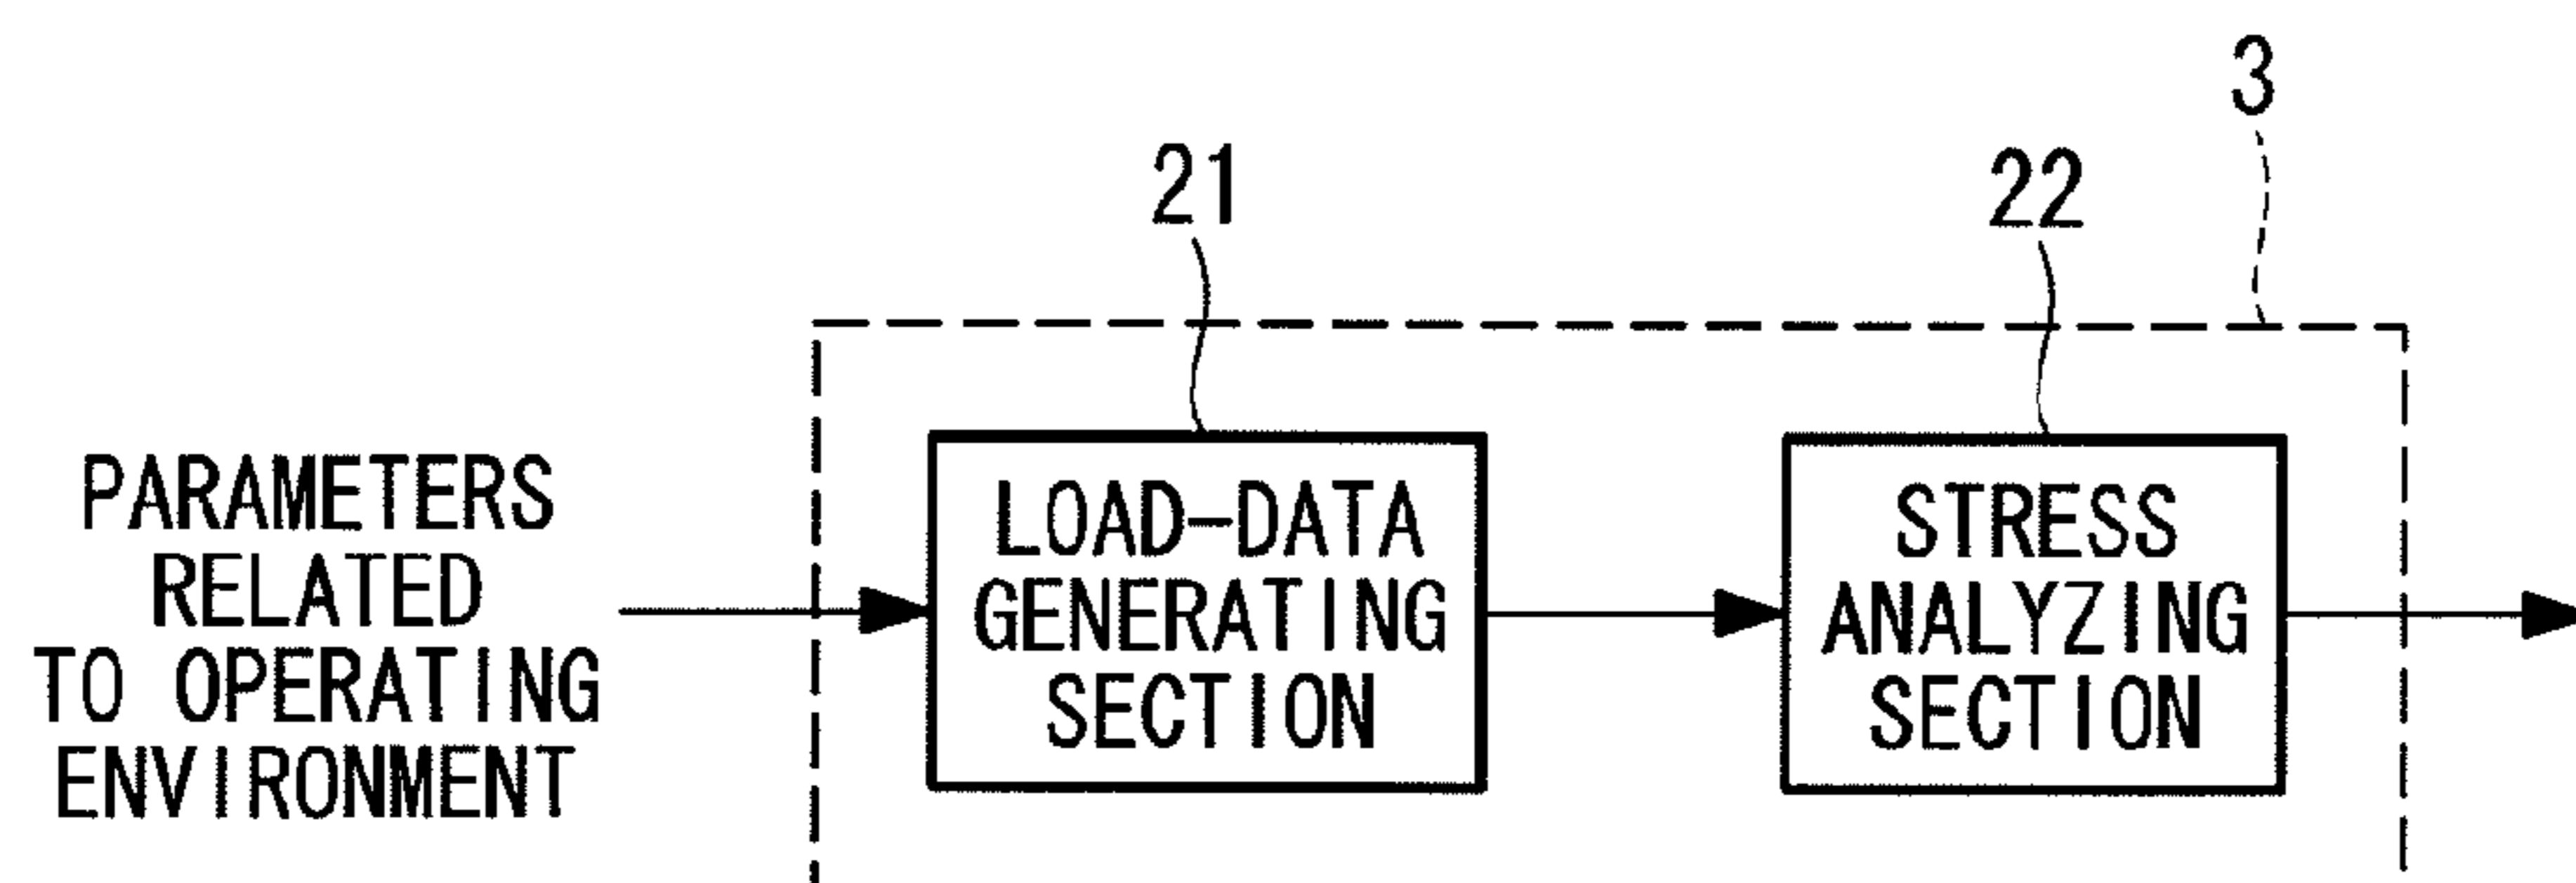 3
21
22
PARAMETERS
RELATED
TO OPERATING
ENVIRONMENT
LOAD-DATA
GENERATING
SECTION
STRESS
ANALYZING
SECTION